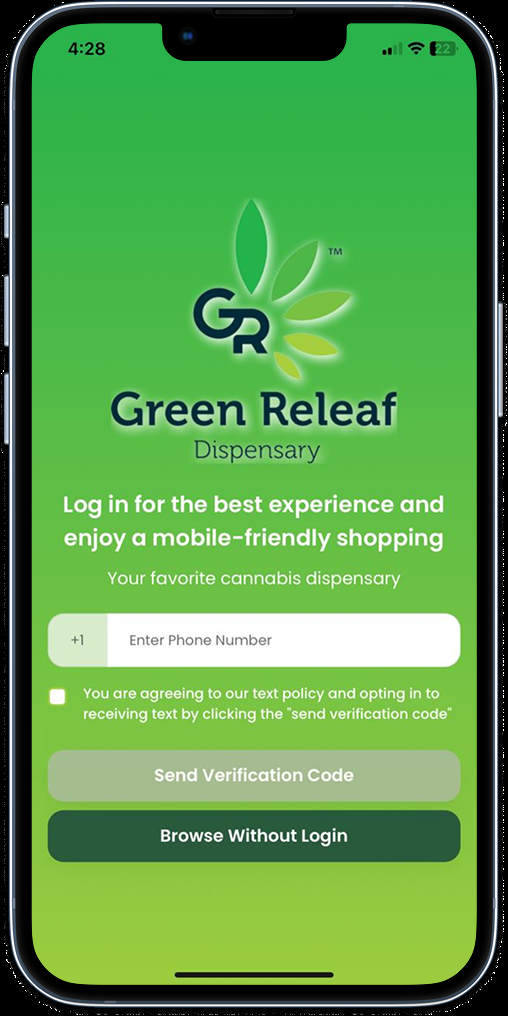 4:28
22
TM
GR
Green Releaf
Dispensary
Log in for the best experience and
enjoy a mobile-friendly shopping
Your favorite cannabis dispensary
+1 Enter Phone Number
You are agreeing to our text policy and opting in to
receiving text by clicking the "send verification code"
Send Verification Code
Browse Without Login